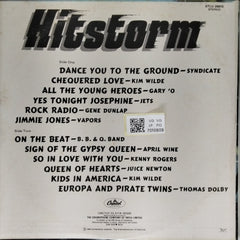 Hitstorm
STEREO
Side One
DANCE YOU TO THE GROUND—SYNDICATE
CHEQUERED LOVE—KIM WILDE
ALL THE YOUNG HEROES—GARY 'O
YES TONIGHT JOSEPHINE—JETS
ROCK RADIO—GENE DUNLAP
JIMMIE JONES—VAPORS
Side Two
ON THE BEAT—B. B. & Q. BAND
SIGN OF THE GYPSY QUEEN—APRIL WINE
SO IN LOVE WITH YOU—KENNY ROGERS
QUEEN OF HEARTS—JUICE NEWTON
KIDS IN AMERICA—KIM WILDE
EUROPA AND PIRATE TWINS—THOMAS DOLBY
Capitol